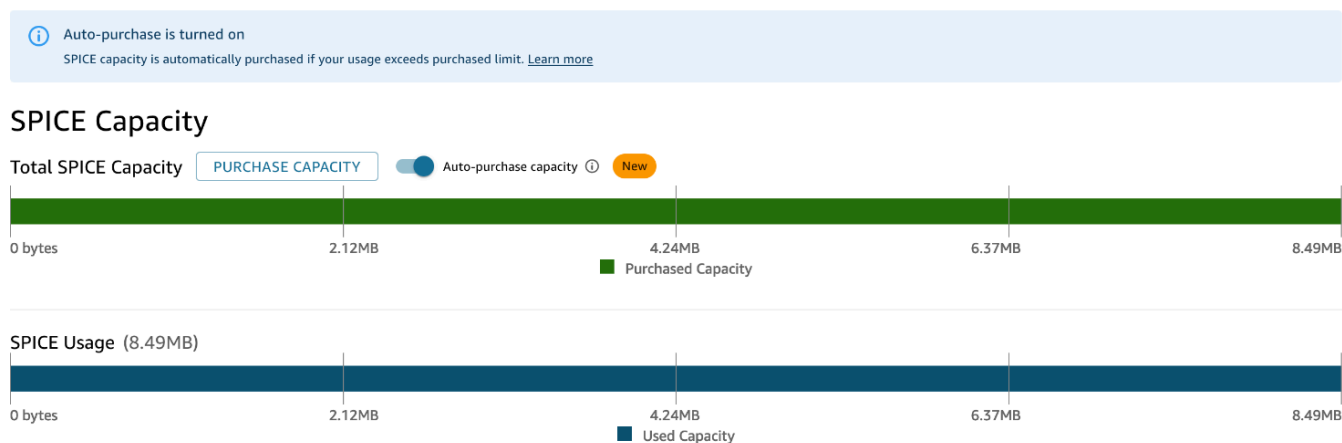 Auto-purchase is turned on
SPICE capacity is automatically purchased if your usage exceeds purchased limit. Learn more
SPICE Capacity
Total SPICE Capacity PURCHASE CAPACITY Auto-purchase capacity New
0 bytes 2.12MB 4.24MB 6.37MB 8.49MB
Purchased Capacity
SPICE Usage (8.49MB)
0 bytes 2.12MB 4.24MB 6.37MB 8.49MB
Used Capacity